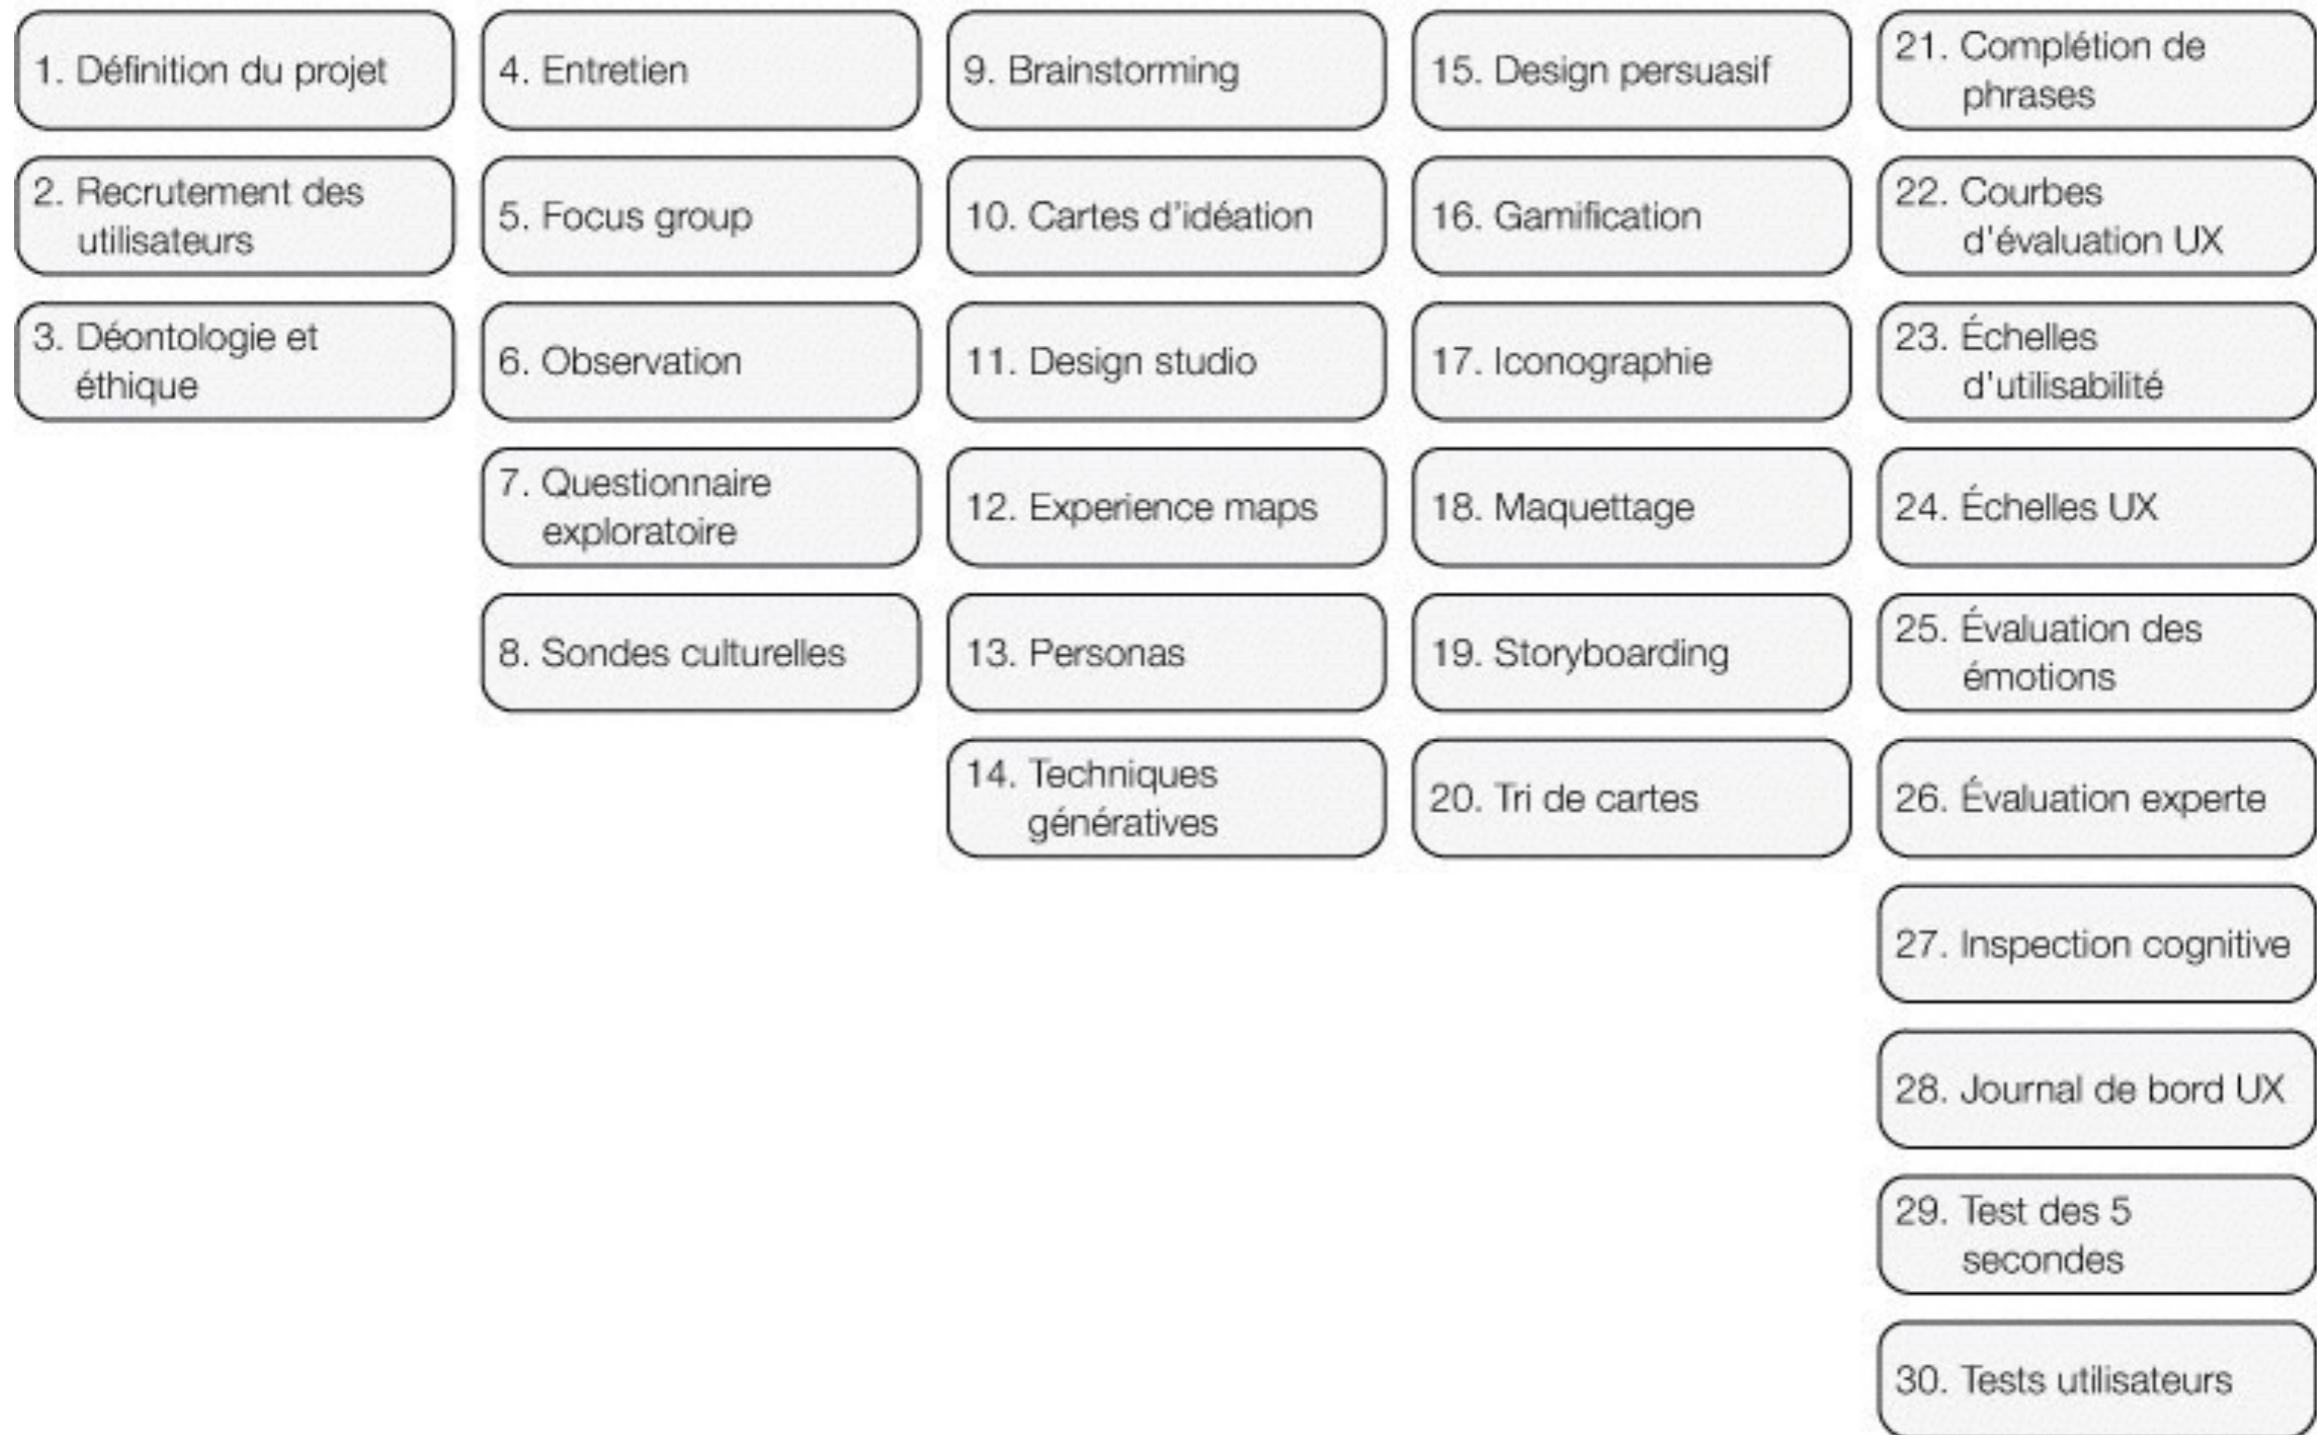 1. Définition du projet
2. Recrutement des
utilisateurs
3. Déontologie et
éthique
4. Entretien
5. Focus group
6. Observation
7. Questionnaire
exploratoire
8. Sondes culturelles
9. Brainstorming
10. Cartes d'idéation
11. Design studio
12. Experience maps
13. Personas
14. Techniques
génératives
15. Design persuasif
16. Gamification
17. Iconographie
18. Maquettage
19. Storyboarding
20. Tri de cartes
21. Complétion de
phrases
22. Courbes
d'évaluation UX
23. Échelles
d'utilisabilité
24. Échelles UX
25. Évaluation des
émotions
26. Évaluation experte
27. Inspection cognitive
28. Journal de bord UX
29. Test des 5
secondes
30. Tests utilisateurs